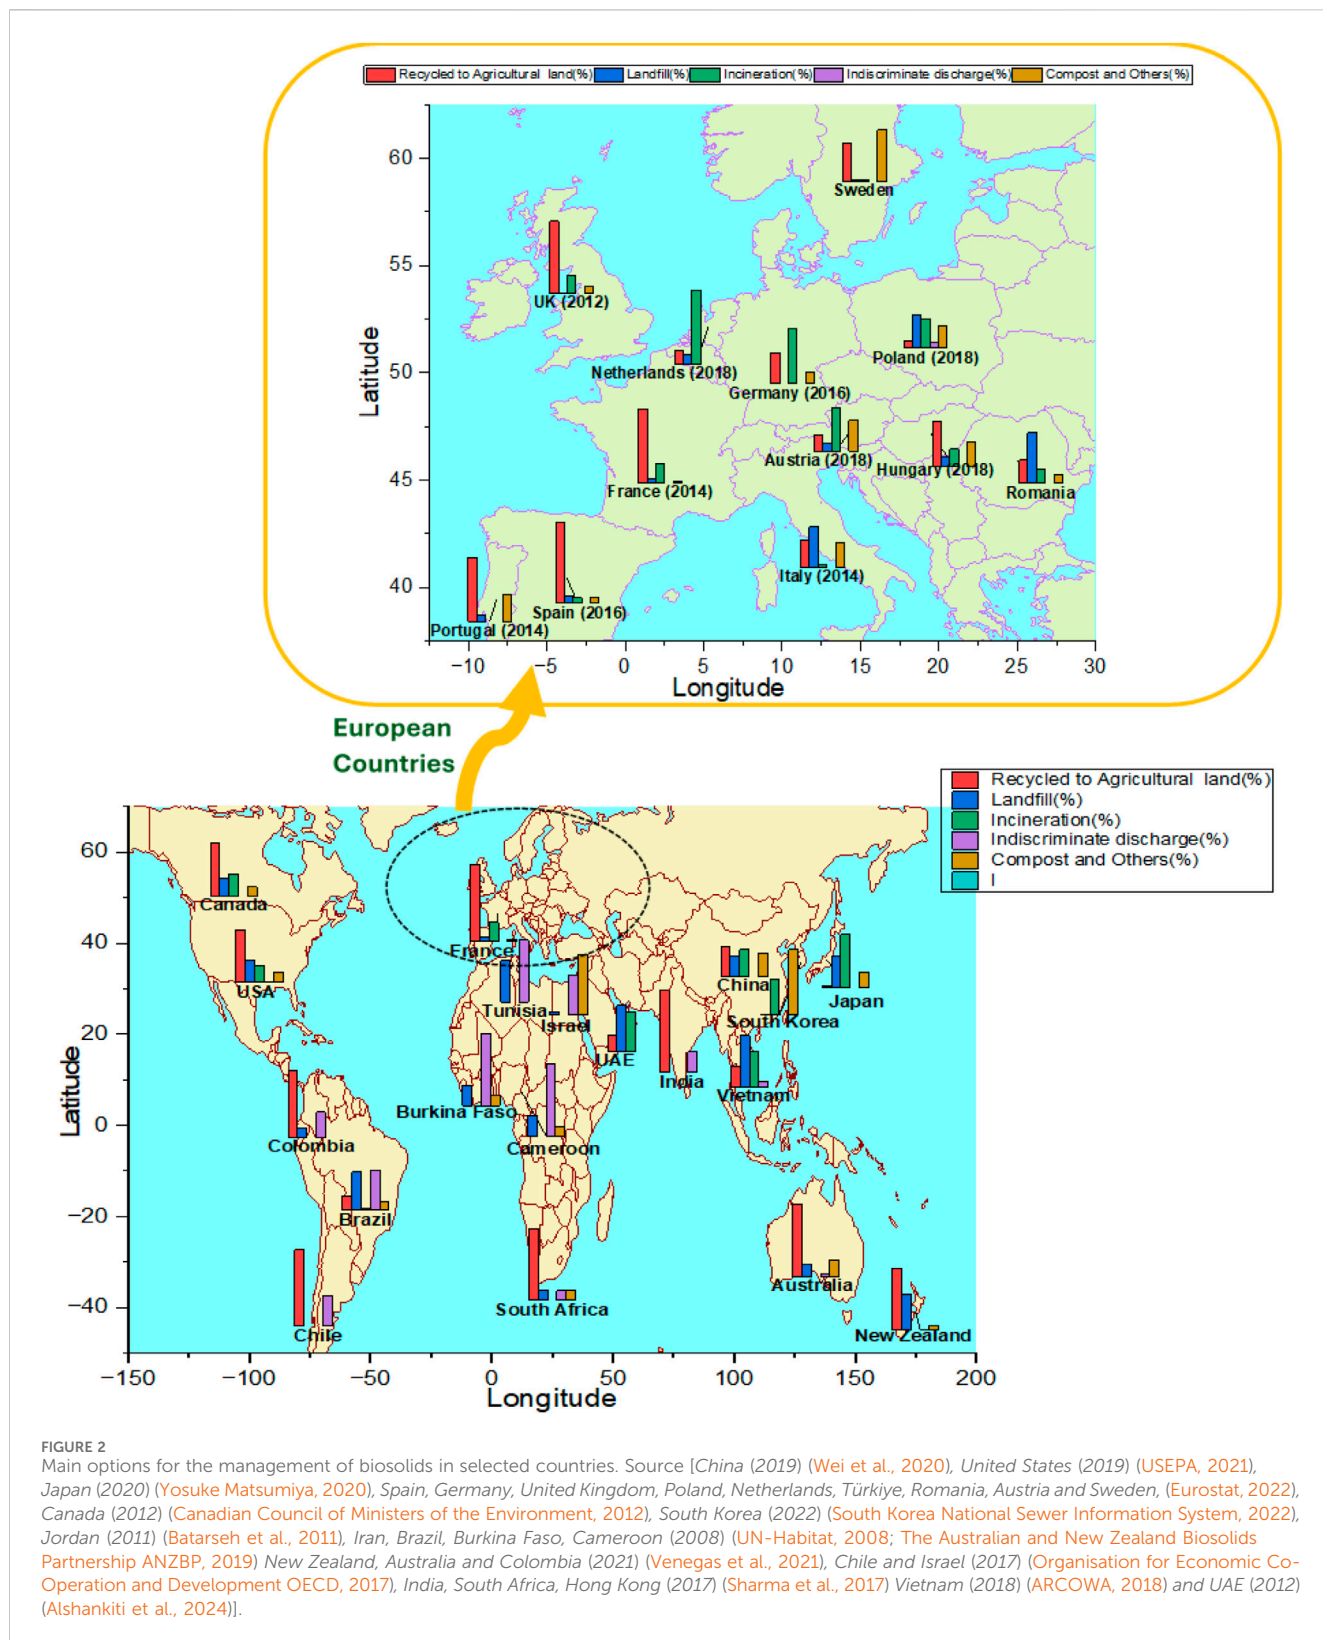 Recycled to Agricultural land(%) Landfill(%) Incineration(%) Indiscriminate discharge(%) Compost and Others(%)
60
Sweden
55
UK (2012)
Poland (2018)
Netherlands (2018)
50
Germany (2016)
Latitude
Austria (2018)
Hungary (2018)
45
France (2014)
Romania
Italy (2014)
40
Spain (2016)
Portugal (2014)
−10 −5 0 5 10 15 20 25 30
Longitude
European
Countries
Recycled to Agricultural land(%)
Landfill(%)
Incineration(%)
Indiscriminate discharge(%)
Compost and Others(%)
I
60
Canada
40
France
USA
China
Japan
Tunisia
Israel
South Korea
20
UAE
India
Vietnam
Burkina Faso
Latitude
0
Colombia
Cameroon
−20
Brazil
Australia
−40
South Africa
Chile
New Zealand
−150 −100 −50 0 50 100 150 200
Longitude
FIGURE 2
Main options for the management of biosolids in selected countries. Source [China (2019) (Wei et al., 2020), United States (2019) (USEPA, 2021),
Japan (2020) (Yosuke Matsumiya, 2020), Spain, Germany, United Kingdom, Poland, Netherlands, Türkiye, Romania, Austria and Sweden, (Eurostat, 2022),
Canada (2012) (Canadian Council of Ministers of the Environment, 2012), South Korea (2022) (South Korea National Sewer Information System, 2022),
Jordan (2011) (Batarseh et al., 2011), Iran, Brazil, Burkina Faso, Cameroon (2008) (UN-Habitat, 2008; The Australian and New Zealand Biosolids
Partnership ANZBP, 2019) New Zealand, Australia and Colombia (2021) (Venegas et al., 2021), Chile and Israel (2017) (Organisation for Economic Co-
Operation and Development OECD, 2017), India, South Africa, Hong Kong (2017) (Sharma et al., 2017) Vietnam (2018) (ARCOWA, 2018) and UAE (2012)
(Alshankiti et al., 2024)].